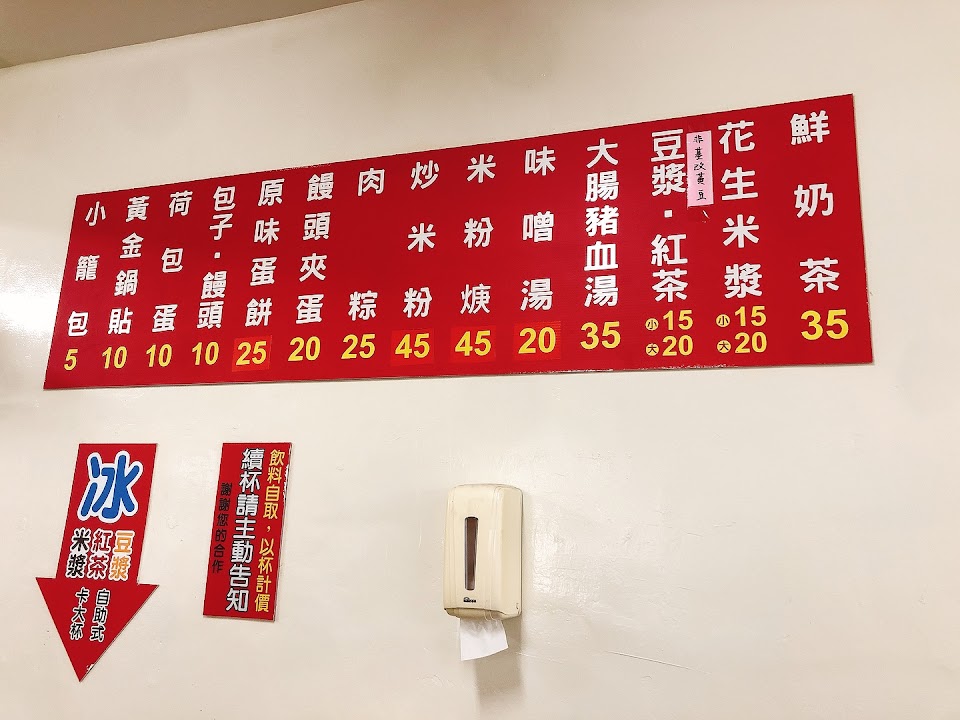 鮮奶茶 35
花生米漿 小15 大20
非基改黃豆
豆漿・紅茶 小15 大20
大腸豬血湯 35
味噌湯 20
米粉焿 45
炒米粉 45
肉粽 25
饅頭夾蛋 20
原味蛋餅 25
包子・饅頭 10
荷包蛋 10
黃金鍋貼 10
小籠包 5
冰
豆漿
紅茶
米漿
自助式
卡大杯
飲料自取，以杯計價
續杯請主動告知
謝謝您的合作